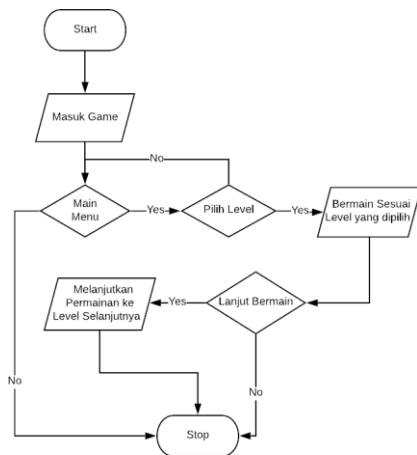 Start
Masuk Game
No
Main
Menu
Yes
Pilih Level
Yes
Bermain Sesuai
Level yang dipilih
Melanjutkan
Permainan ke
Level Selanjutnya
Yes
Lanjut Bermain
No
No
Stop